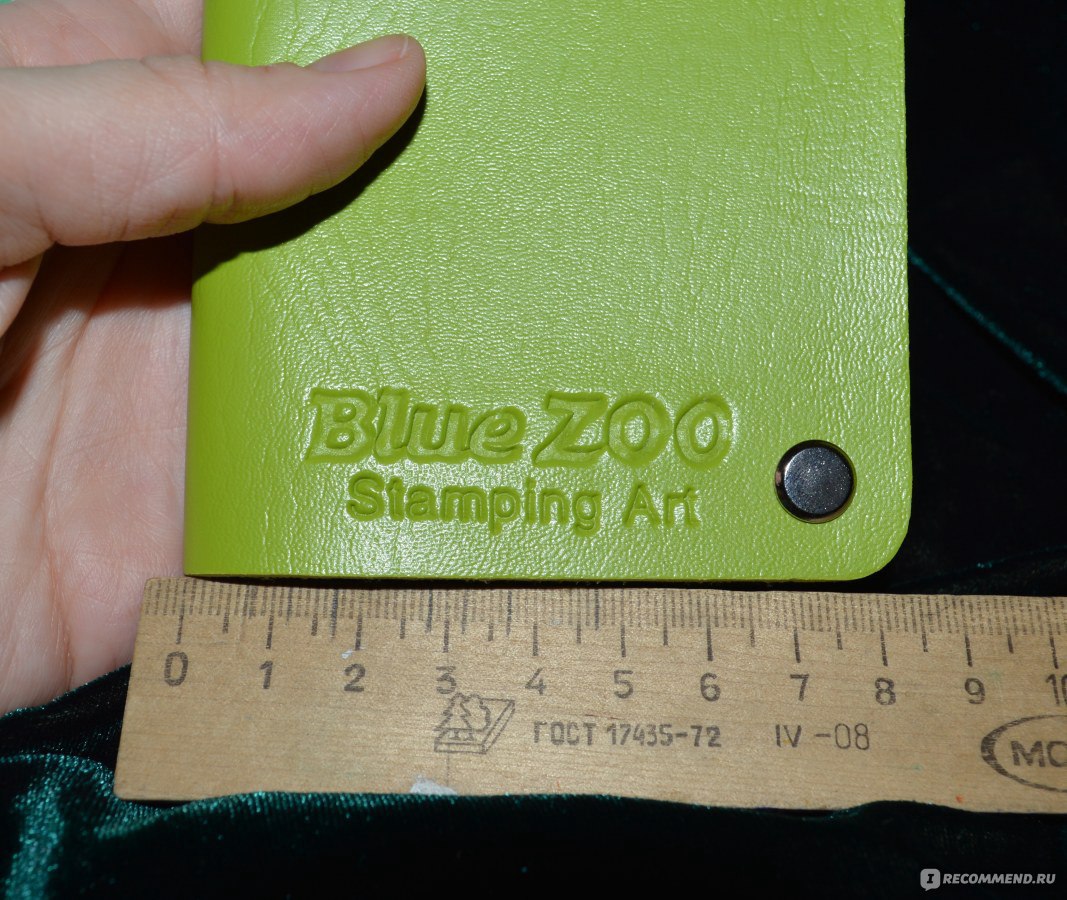 Blue ZOO
Stamping Art
0 1 2 3 4 5 6 7 8 9 10
ГОСТ 17435-72 IV-08
IRECOMMEND.RU